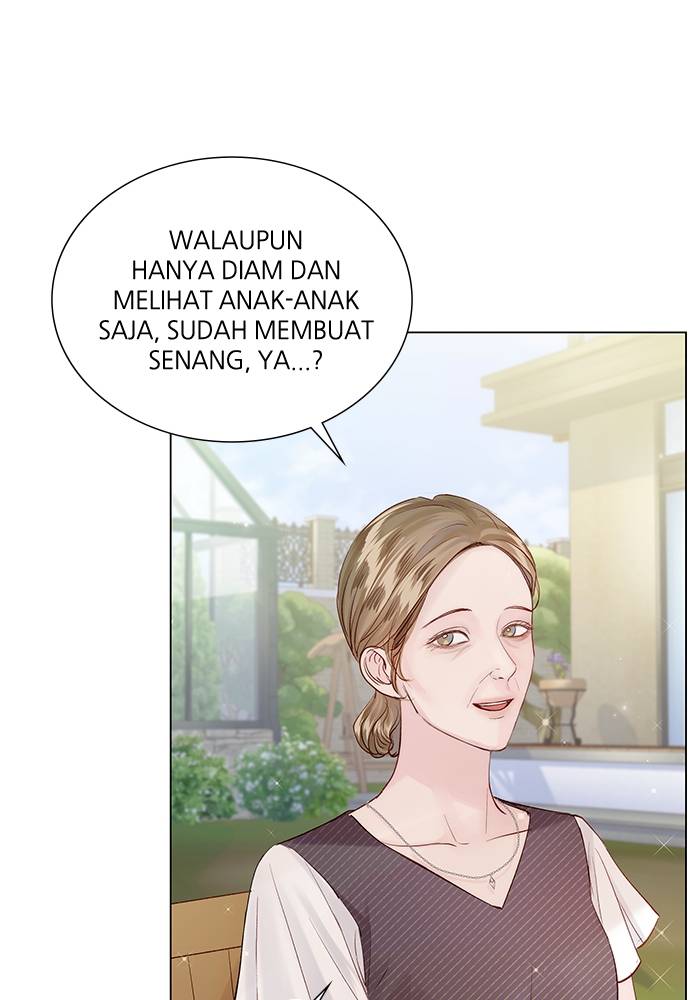 WALAUPUN
HANYA DIAM DAN
MELIHAT ANAK-ANAK
SAJA, SUDAH MEMBUAT
SENANG, YA...?